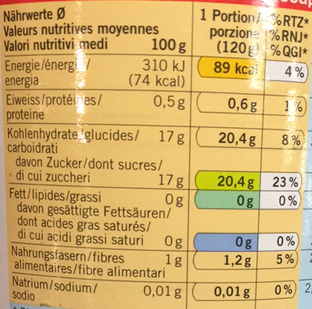 Nährwerte Ø 1 Portion/ %RTZ*
Valeurs nutritives moyennes porzione %RNJ*
Valori nutritivi medi 100 g (120g) %QGI*
Energie/énergie/ 310 kJ 89 kcal 4%
energia (74 kcal)
Eiweiss/protéines/ 0,5g 0,6g 1%
proteine
Kohlenhydrate/glucides/ 17g 20,4g 8%
carboidrati
davon Zucker/dont sucres/
di cui zuccheri 17g 20,4g 23%
Fett/lipides/grassi 0g 0g 0%
davon gesättigte Fettsäuren/
dont acides gras saturés/
di cui acidi grassi saturi 0g 0g 0%
Nahrungsfasern/fibres 1g 1,2g 5%
alimentaires/fibre alimentari
Natrium/sodium/ 0,01g 0,01g 0%
sodio